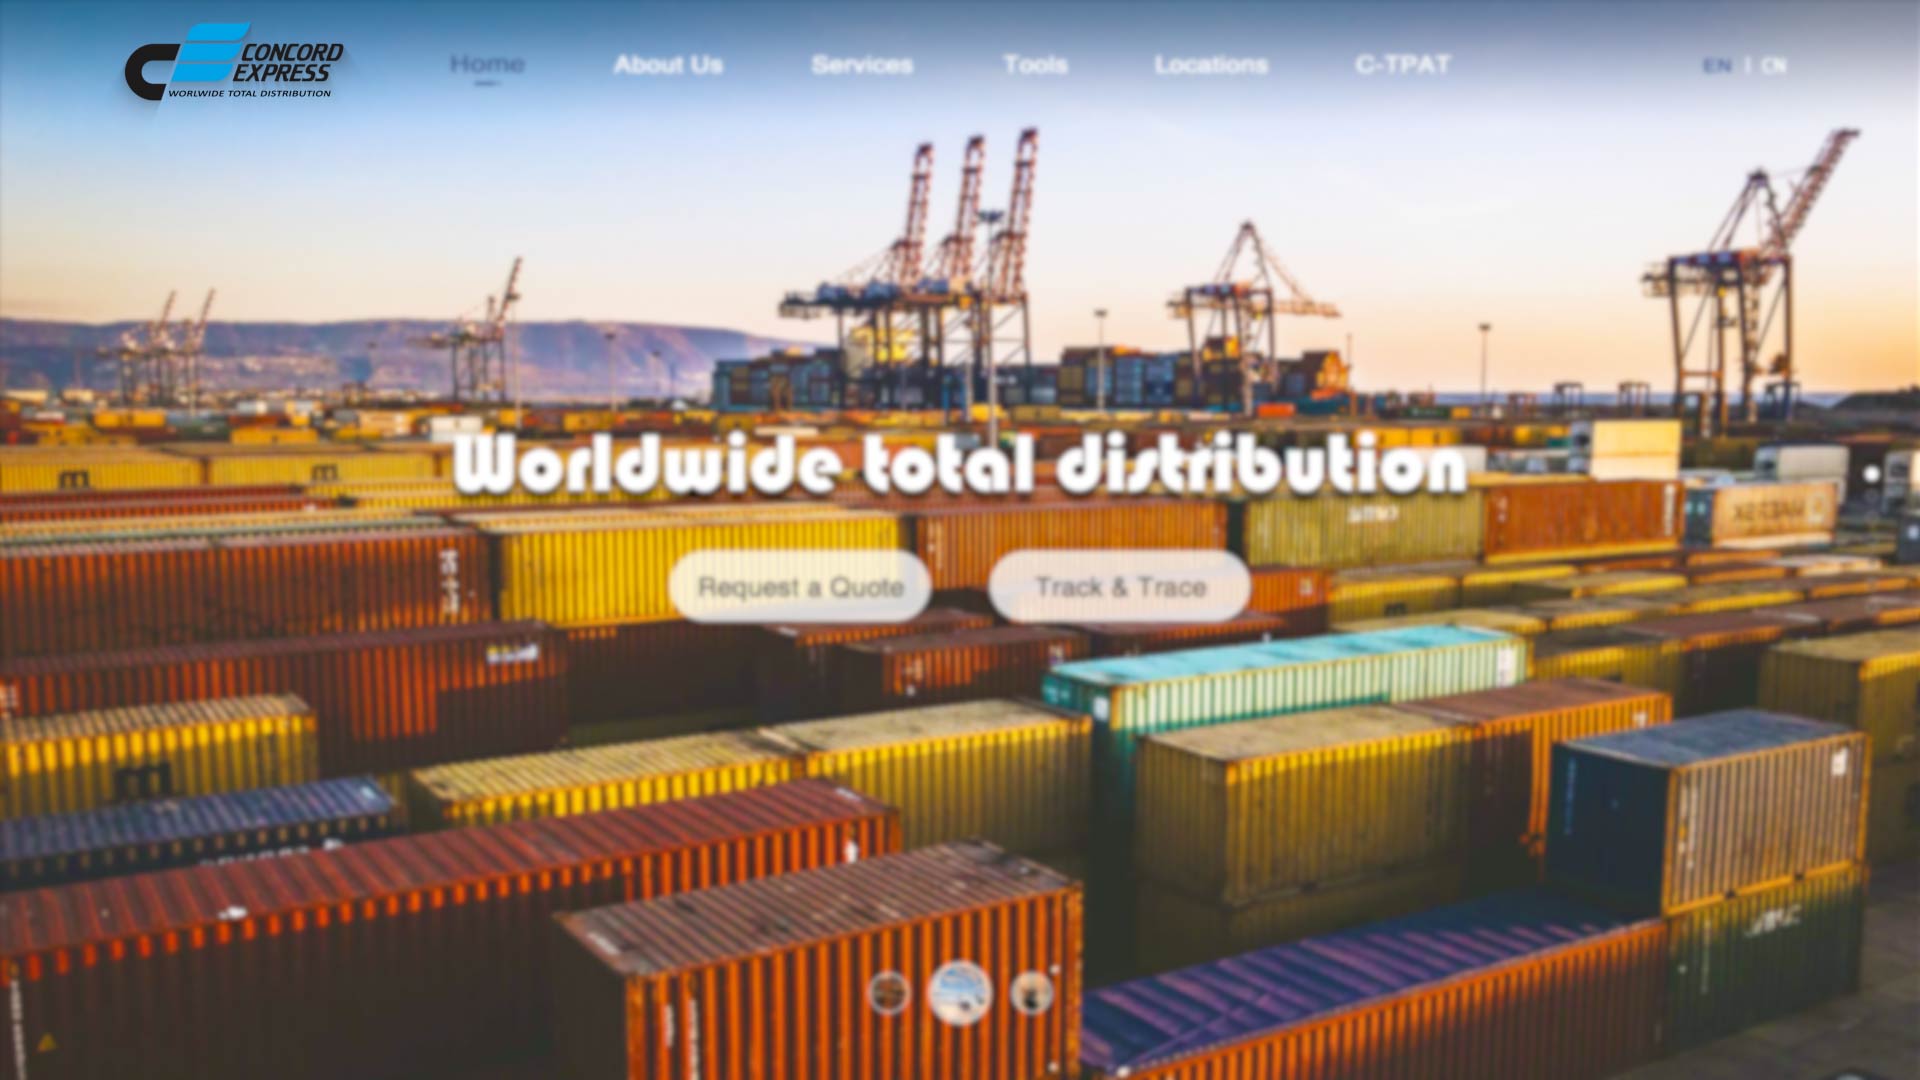 CONCORD
EXPRESS
WORLWIDE TOTAL DISTRIBUTION
Home
About Us
Services
Tools
Locations
C-TPAT
EN | CN
Worldwide total distribution
Request a Quote
Track & Trace